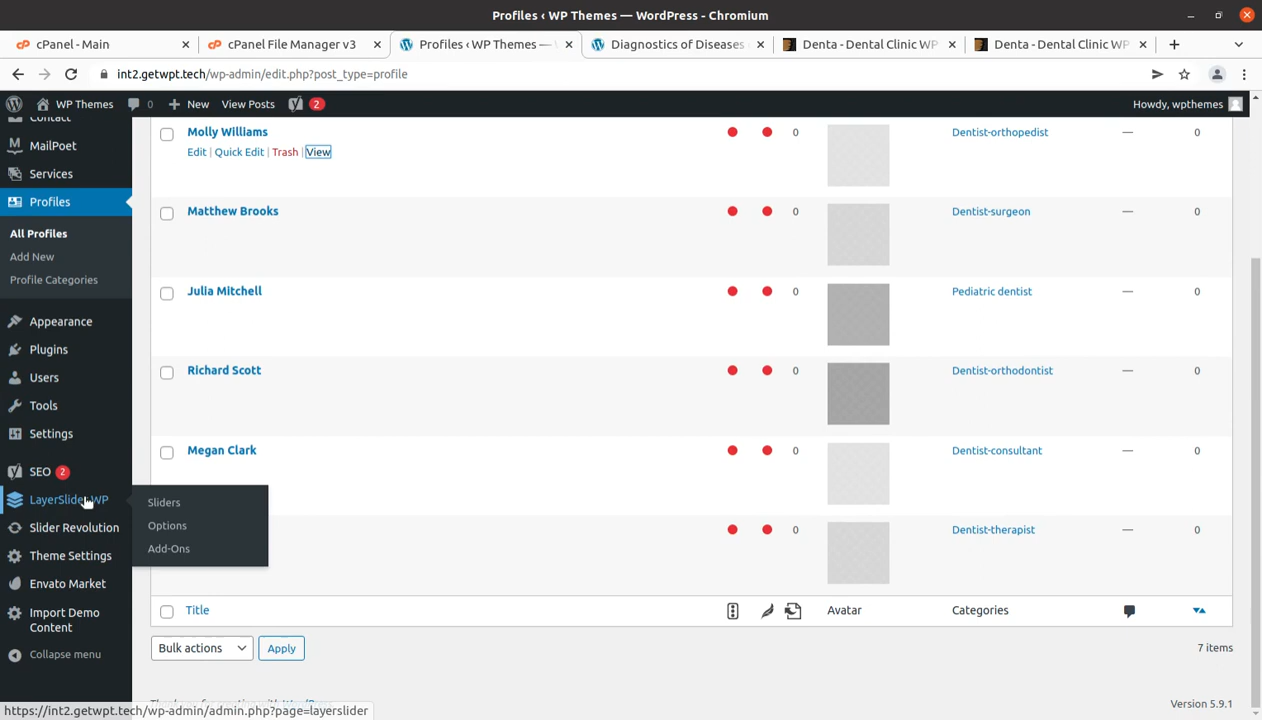 Profiles ‹ WP Themes — WordPress - Chromium
cPanel - Main
cPanel File Manager v3
Profiles ‹ WP Themes —
Diagnostics of Diseases
Denta - Dental Clinic WP
Denta - Dental Clinic WP
int2.getwpt.tech/wp-admin/edit.php?post_type=profile
WP Themes
0
New
View Posts
2
Howdy, wpthemes
Contact
MailPoet
Services
Profiles
All Profiles
Add New
Profile Categories
Appearance
Plugins
Users
Tools
Settings
SEO 2
LayerSlider WP
Slider Revolution
Theme Settings
Envato Market
Import Demo
Content
Collapse menu
Sliders
Options
Add-Ons
Molly Williams
Edit | Quick Edit | Trash | View
0
Dentist-orthopedist
—
0
Matthew Brooks
0
Dentist-surgeon
—
0
Julia Mitchell
0
Pediatric dentist
—
0
Richard Scott
0
Dentist-orthodontist
—
0
Megan Clark
0
Dentist-consultant
—
0
0
Dentist-therapist
—
0
Title
Avatar
Categories
Bulk actions
Apply
7 items
Version 5.9.1
https://int2.getwpt.tech/wp-admin/admin.php?page=layerslider